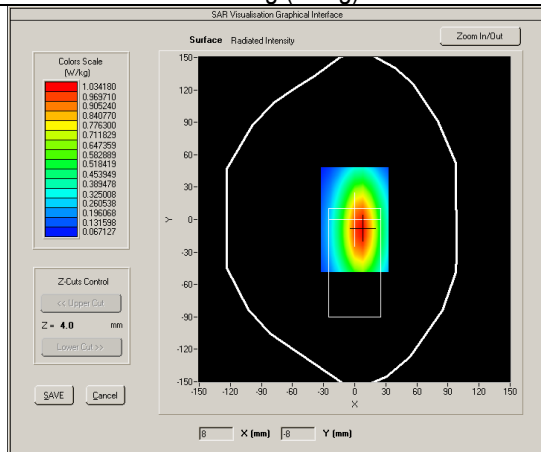 SAR Visualisation Graphical Interface
Surface Radiated Intensity
Zoom In/Out
Colors Scale
(W/kg)
1.034180
0.969710
0.905240
0.840770
0.776300
0.711829
0.647359
0.582889
0.518419
0.453949
0.389478
0.325008
0.260538
0.196068
0.131598
0.067127
Z-Cuts Control
<< Upper Cut
Z = 4.0 mm
Lower Cut >>
SAVE Cancel
150-
120-
90-
60-
30-
0-
-30-
-60-
-90-
-120-
-150-
Y
-150 -120 -90 -60 -30 0 30 60 90 120 150
X
8 X (mm) -8 Y (mm)